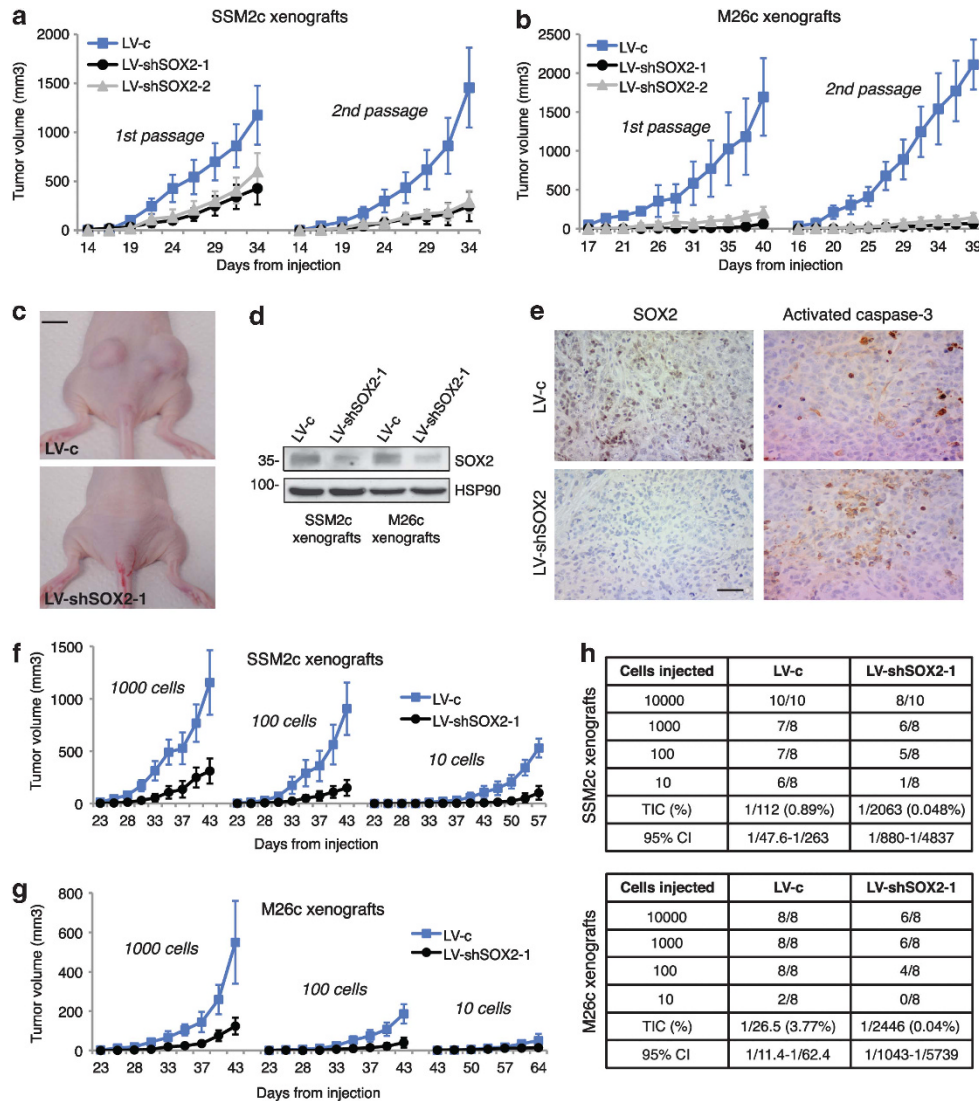 a
SSM2c xenografts
Tumor volume (mm3)
2000
1500
1000
500
0
LV-c
LV-shSOX2-1
LV-shSOX2-2
1st passage
2nd passage
14 19 24 29 34 14 19 24 29 34
Days from injection
b
M26c xenografts
Tumor volume (mm3)
2500
2000
1500
1000
500
0
LV-c
LV-shSOX2-1
LV-shSOX2-2
1st passage
2nd passage
17 21 26 31 35 40 16 20 25 29 34 39
Days from injection
c
LV-c
LV-shSOX2-1
d
LV-c LV-shSOX2-1 LV-c LV-shSOX2-1
35- SOX2
100- HSP90
SSM2c xenografts
M26c xenografts
e
SOX2 Activated caspase-3
LV-c
LV-shSOX2
f
SSM2c xenografts
Tumor volume (mm3)
1500
1000
500
0
1000 cells
100 cells
10 cells
LV-c
LV-shSOX2-1
23 28 33 37 43 23 28 33 37 43 23 28 33 37 43 50 57
Days from injection
g
M26c xenografts
Tumor volume (mm3)
800
600
400
200
0
1000 cells
100 cells
10 cells
LV-c
LV-shSOX2-1
23 28 33 37 43 23 28 33 37 43 43 50 57 64
Days from injection
h
SSM2c xenografts
Cells injected LV-c LV-shSOX2-1
10000 10/10 8/10
1000 7/8 6/8
100 7/8 5/8
10 6/8 1/8
TIC (%) 1/112 (0.89%) 1/2063 (0.048%)
95% CI 1/47.6-1/263 1/880-1/4837
M26c xenografts
Cells injected LV-c LV-shSOX2-1
10000 8/8 6/8
1000 8/8 6/8
100 8/8 4/8
10 2/8 0/8
TIC (%) 1/26.5 (3.77%) 1/2446 (0.04%)
95% CI 1/11.4-1/62.4 1/1043-1/5739